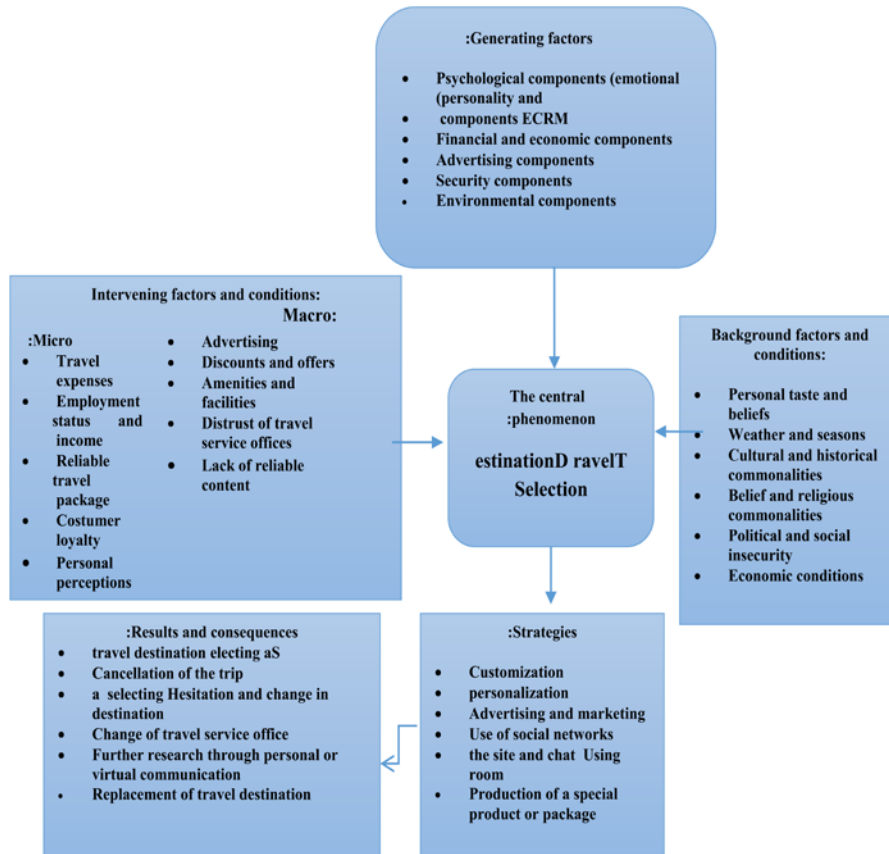 :Generating factors
• Psychological components (emotional
(personality and
• components ECRM
• Financial and economic components
• Advertising components
• Security components
• Environmental components
Intervening factors and conditions:
Macro:
:Micro
• Travel
expenses
• Employment
status and
income
• Reliable
travel
package
• Costumer
loyalty
• Personal
perceptions
• Advertising
• Discounts and offers
• Amenities and
facilities
• Distrust of travel
service offices
• Lack of reliable
content
The central
:phenomenon
estinationD ravelT
Selection
Background factors and
conditions:
• Personal taste and
beliefs
• Weather and seasons
• Cultural and historical
commonalities
• Belief and religious
commonalities
• Political and social
insecurity
• Economic conditions
:Strategies
• Customization
• personalization
• Advertising and marketing
• Use of social networks
• the site and chat Using
room
• Production of a special
product or package
:Results and consequences
• travel destination electing aS
• Cancellation of the trip
• a selecting Hesitation and change in
destination
• Change of travel service office
• Further research through personal or
virtual communication
• Replacement of travel destination